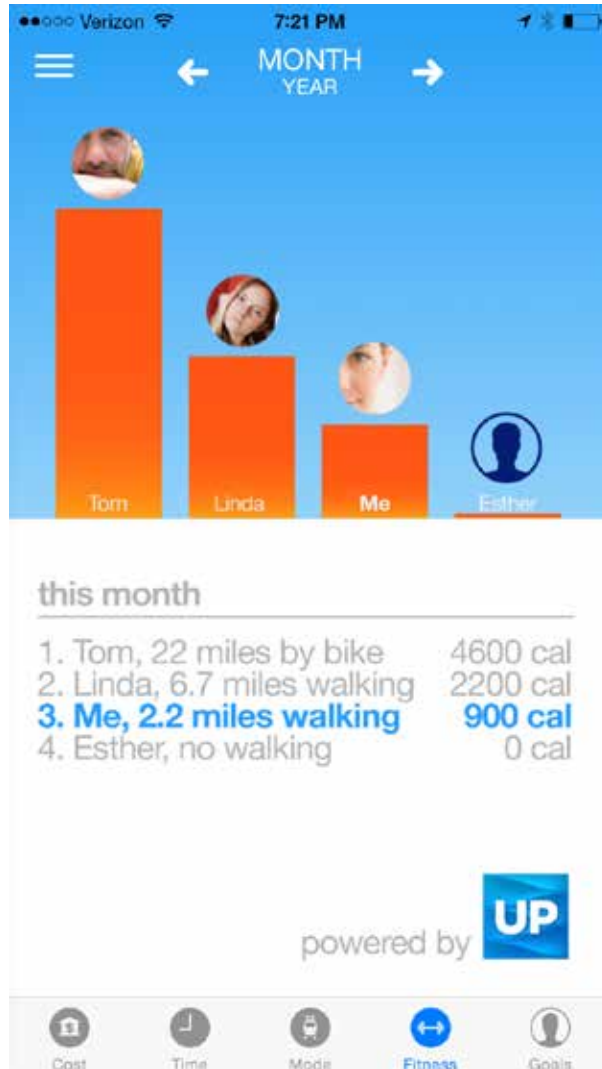 Verizon 7:21 PM
MONTH
YEAR
Tom Linda Me Esther
this month
1. Tom, 22 miles by bike 4600 cal
2. Linda, 6.7 miles walking 2200 cal
3. Me, 2.2 miles walking 900 cal
4. Esther, no walking 0 cal
powered by UP
Cost Time Mode Fitness Goals